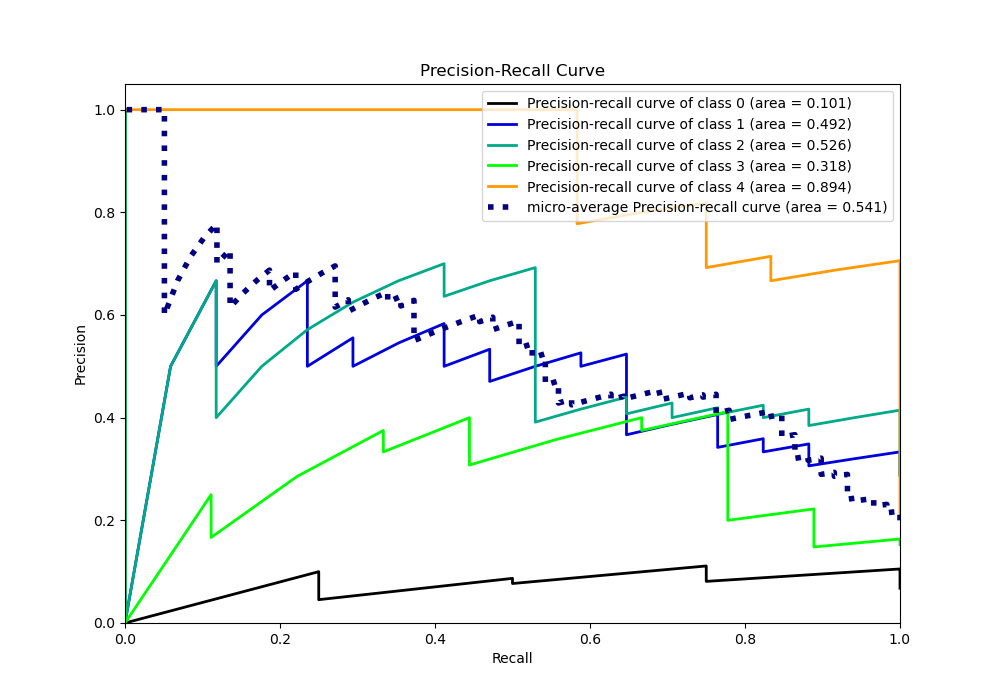 Precision-Recall Curve
Precision-recall curve of class 0 (area = 0.101)
Precision-recall curve of class 1 (area = 0.492)
Precision-recall curve of class 2 (area = 0.526)
Precision-recall curve of class 3 (area = 0.318)
Precision-recall curve of class 4 (area = 0.894)
micro-average Precision-recall curve (area = 0.541)
Precision
1.0
0.8
0.6
0.4
0.2
0.0
0.0 0.2 0.4 0.6 0.8 1.0
Recall